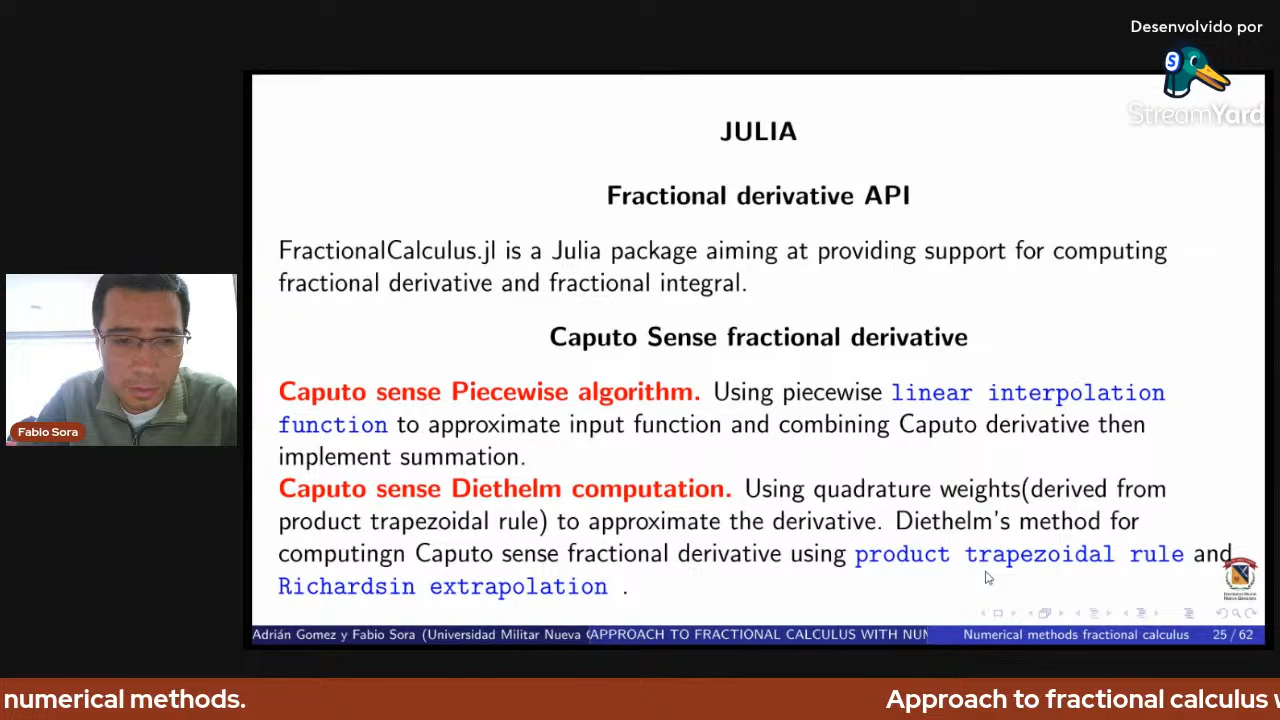 Desenvolvido por
StreamYard
JULIA
Fractional derivative API
FractionalCalculus.jl is a Julia package aiming at providing support for computing
fractional derivative and fractional integral.
Caputo Sense fractional derivative
Caputo sense Piecewise algorithm. Using piecewise linear interpolation
function to approximate input function and combining Caputo derivative then
implement summation.
Caputo sense Diethelm computation. Using quadrature weights(derived from
product trapezoidal rule) to approximate the derivative. Diethelm's method for
computingn Caputo sense fractional derivative using product trapezoidal rule and
Richardsin extrapolation .
Fabio Sora
Adrián Gomez y Fabio Sora (Universidad Militar Nueva APPROACH TO FRACTIONAL CALCULUS WITH NUM Numerical methods fractional calculus 25 / 62
numerical methods. Approach to fractional calculus